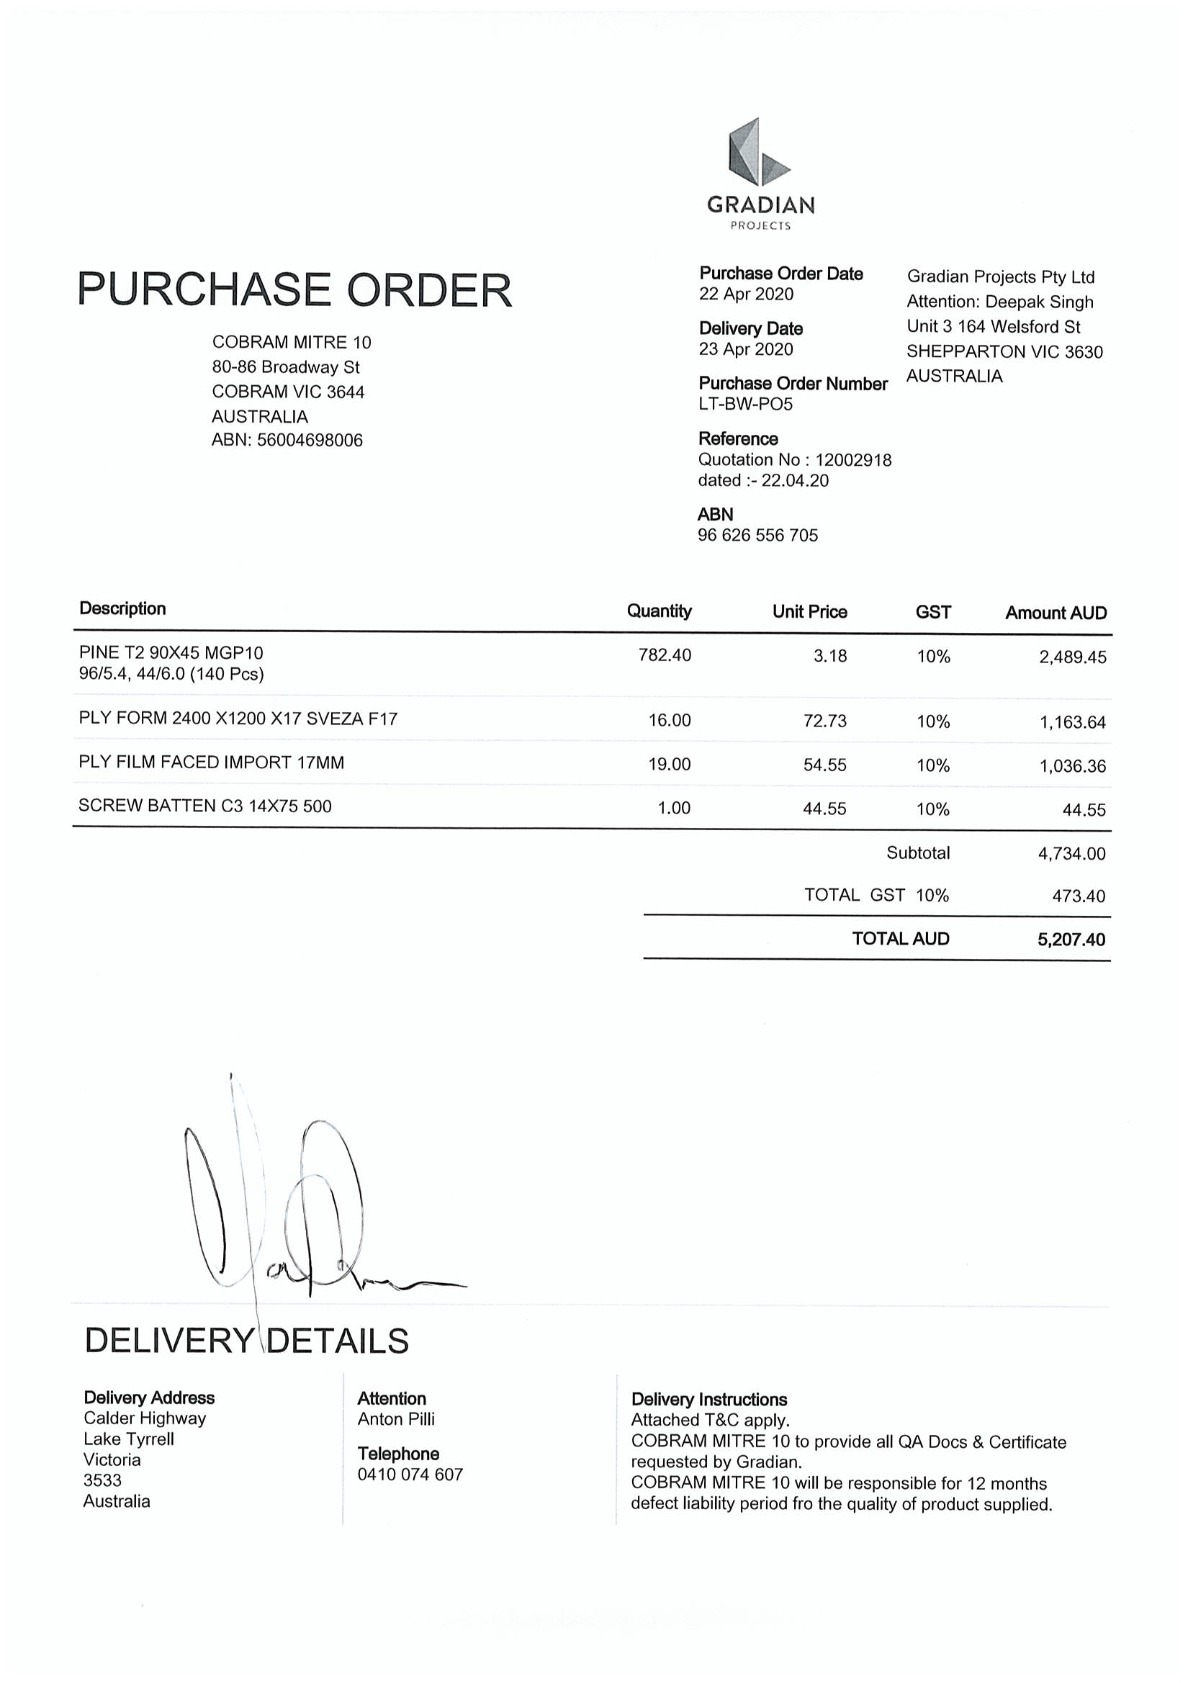 GRADIAN
PROJECTS
PURCHASE ORDER
COBRAM MITRE 10
80-86 Broadway St
COBRAM VIC 3644
AUSTRALIA
ABN: 56004698006
Purchase Order Date
22 Apr 2020
Delivery Date
23 Apr 2020
Purchase Order Number
LT-BW-PO5
Reference
Quotation No : 12002918
dated :- 22.04.20
ABN
96 626 556 705
Gradian Projects Pty Ltd
Attention: Deepak Singh
Unit 3 164 Welsford St
SHEPPARTON VIC 3630
AUSTRALIA
Description Quantity Unit Price GST Amount AUD
PINE T2 90X45 MGP10 782.40 3.18 10% 2,489.45
96/5.4, 44/6.0 (140 Pcs)
PLY FORM 2400 X1200 X17 SVEZA F17 16.00 72.73 10% 1,163.64
PLY FILM FACED IMPORT 17MM 19.00 54.55 10% 1,036.36
SCREW BATTEN C3 14X75 500 1.00 44.55 10% 44.55
Subtotal 4,734.00
TOTAL GST 10% 473.40
TOTAL AUD 5,207.40
DELIVERY DETAILS
Delivery Address
Calder Highway
Lake Tyrrell
Victoria
3533
Australia
Attention
Anton Pilli
Telephone
0410 074 607
Delivery Instructions
Attached T&C apply.
COBRAM MITRE 10 to provide all QA Docs & Certificate
requested by Gradian.
COBRAM MITRE 10 will be responsible for 12 months
defect liability period fro the quality of product supplied.